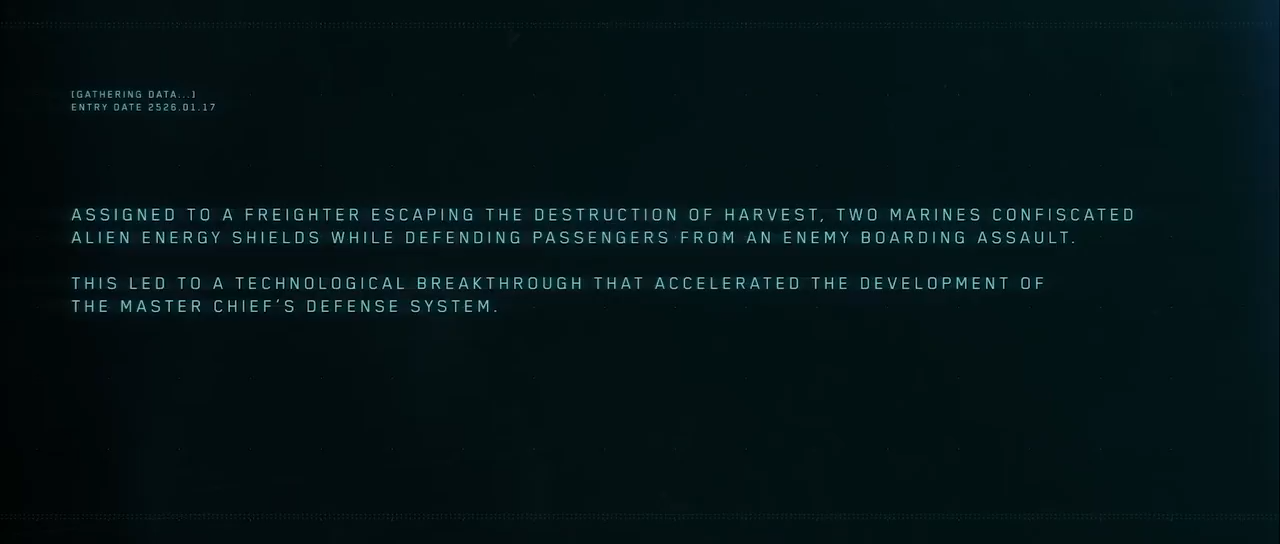 [GATHERING DATA...]
ENTRY DATE 2526.01.17
ASSIGNED TO A FREIGHTER ESCAPING THE DESTRUCTION OF HARVEST, TWO MARINES CONFISCATED
ALIEN ENERGY SHIELDS WHILE DEFENDING PASSENGERS FROM AN ENEMY BOARDING ASSAULT.
THIS LED TO A TECHNOLOGICAL BREAKTHROUGH THAT ACCELERATED THE DEVELOPMENT OF
THE MASTER CHIEF'S DEFENSE SYSTEM.